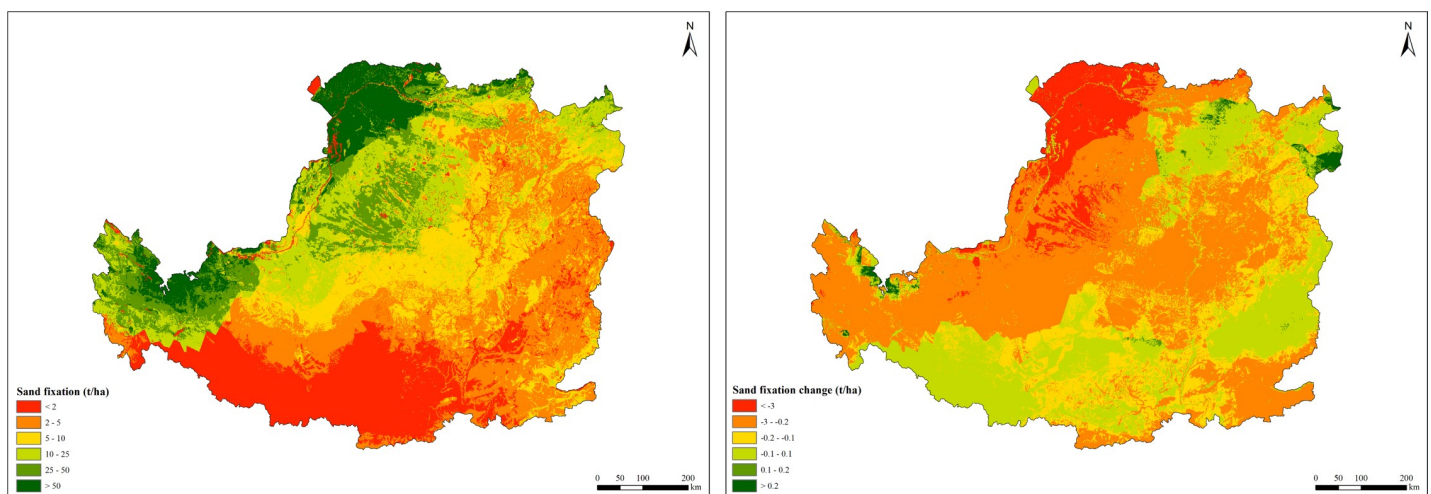 N
Sand fixation (t/ha)
< 2
2 - 5
5 - 10
10 - 25
25 - 50
> 50
0 50 100 200
km
N
Sand fixation change (t/ha)
< -3
-3 - -0.2
-0.2 - -0.1
-0.1 - 0.1
0.1 - 0.2
> 0.2
0 50 100 200
km